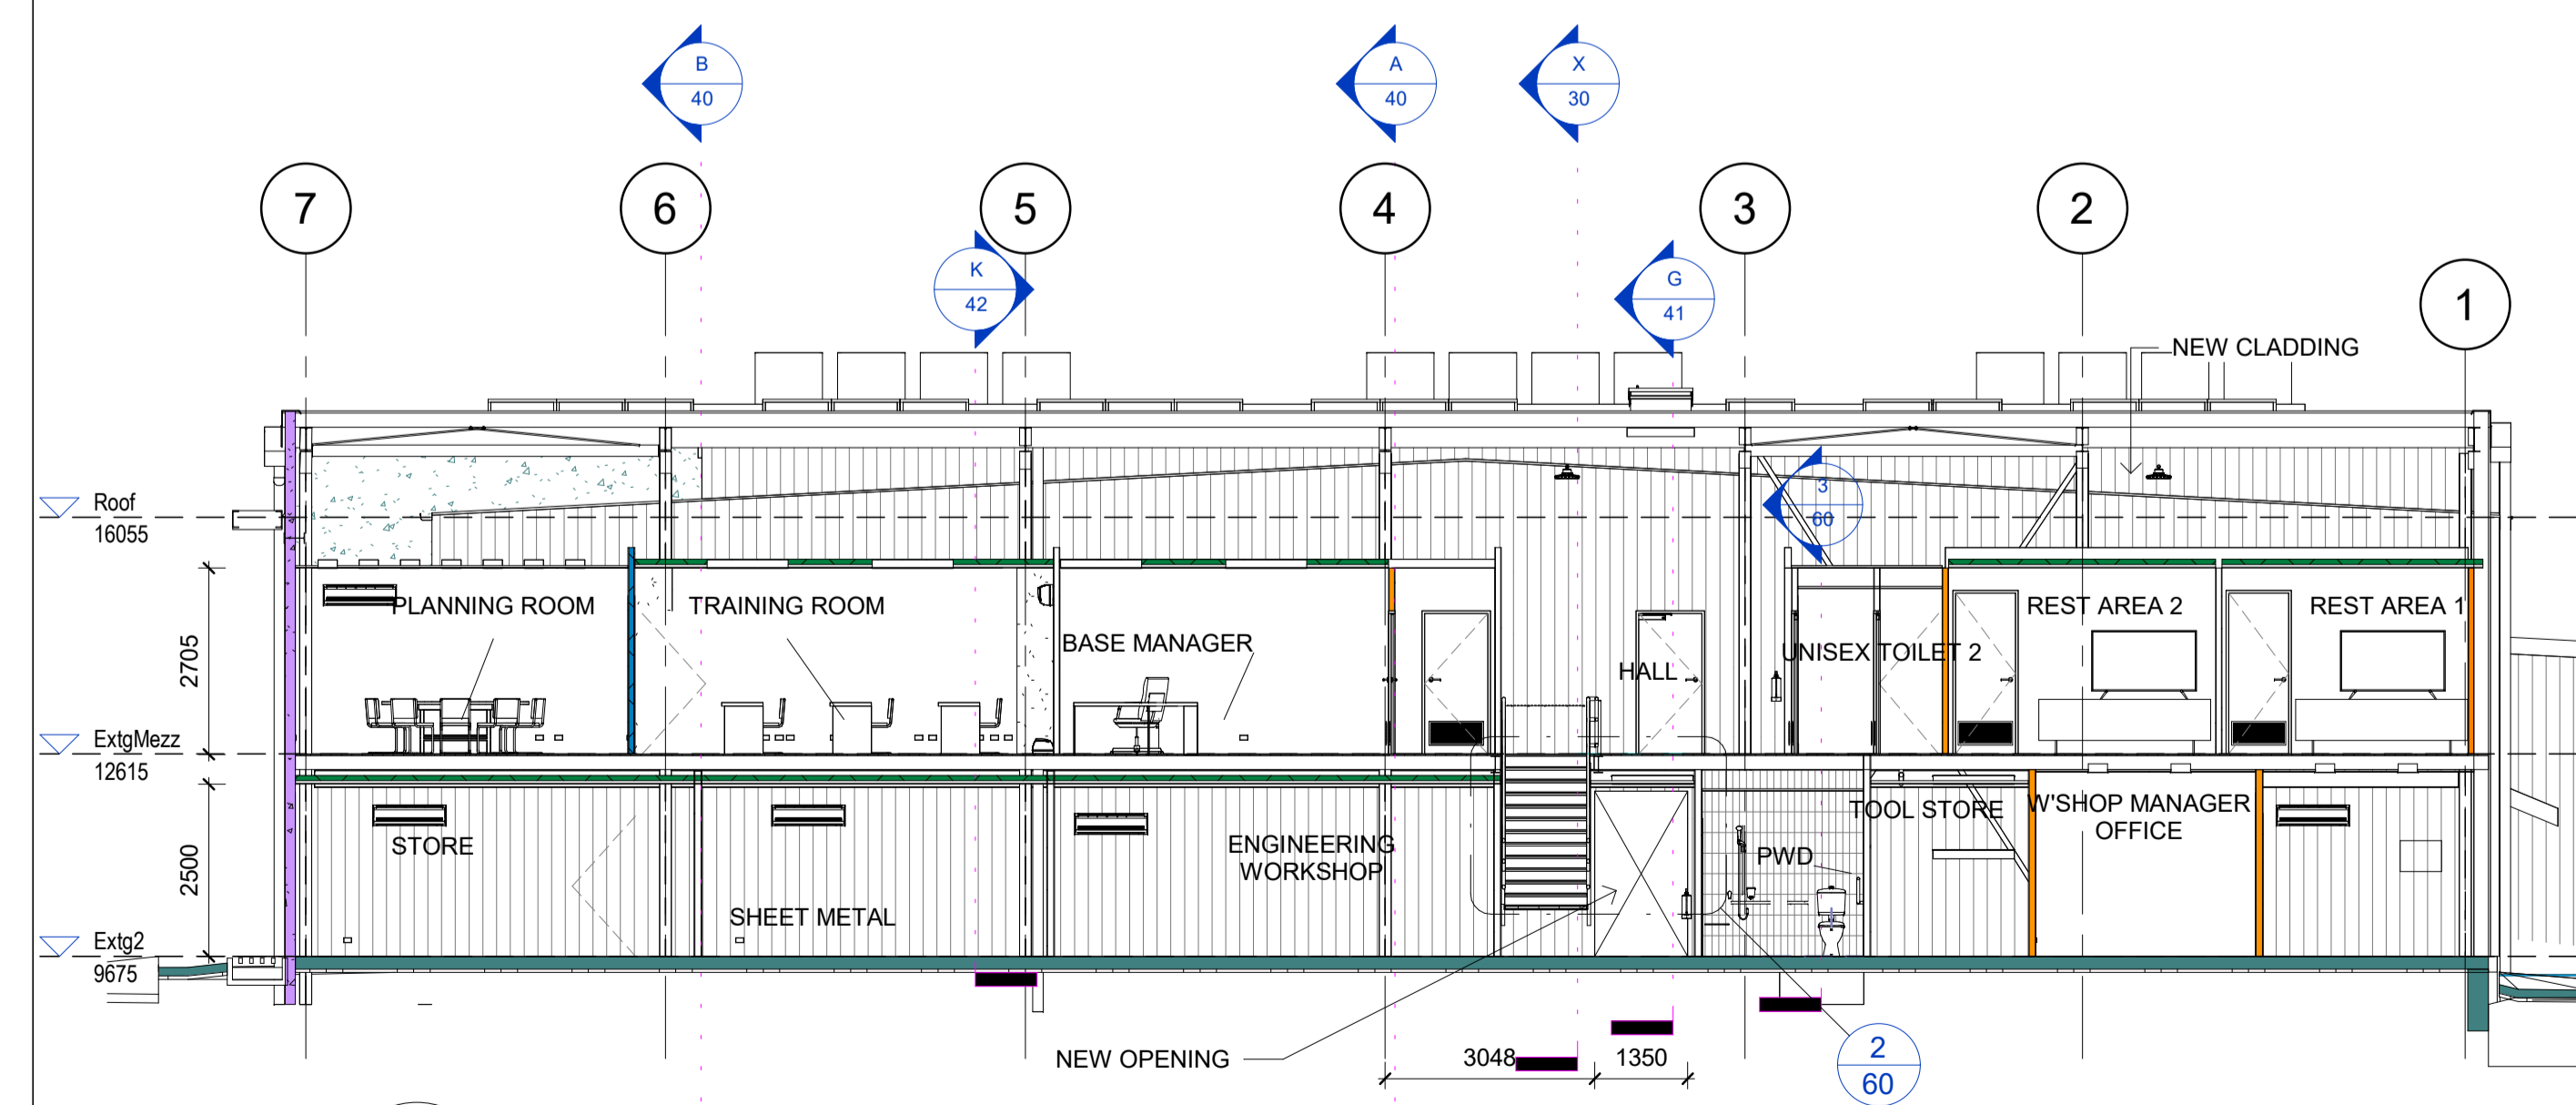 B
40
A
40
X
30
7
6
5
4
3
2
1
K
42
G
41
NEW CLADDING
Roof
16055
3
60
PLANNING ROOM
TRAINING ROOM
REST AREA 2
REST AREA 1
BASE MANAGER
2705
HALL
UNISEX TOILET 2
ExtgMezz
12615
STORE
ENGINEERING
WORKSHOP
TOOL STORE
W'SHOP MANAGER
OFFICE
PWD
2500
SHEET METAL
Extg2
9675
NEW OPENING
3048
1350
2
60